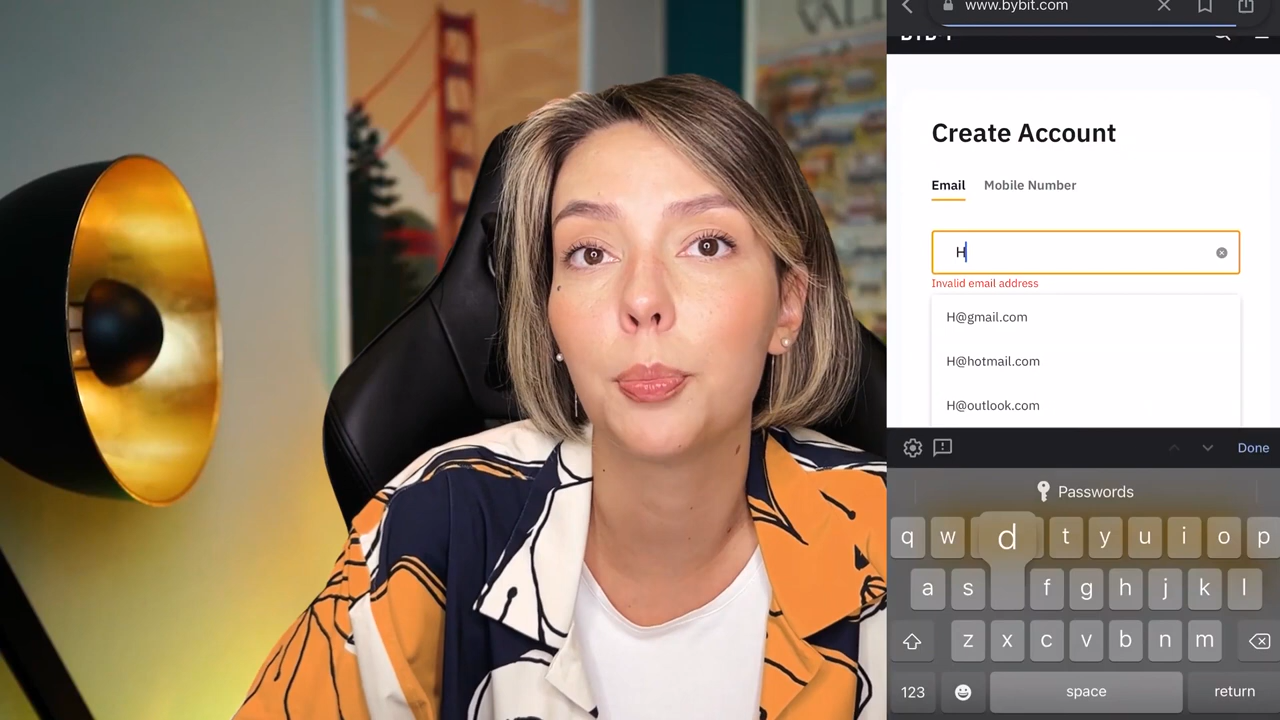 www.bybit.com
Create Account
Email Mobile Number
H
Invalid email address
H@gmail.com
H@hotmail.com
H@outlook.com
Done
Passwords
q w d t y u i o p
a s f g h j k l
z x c v b n m
123 space return